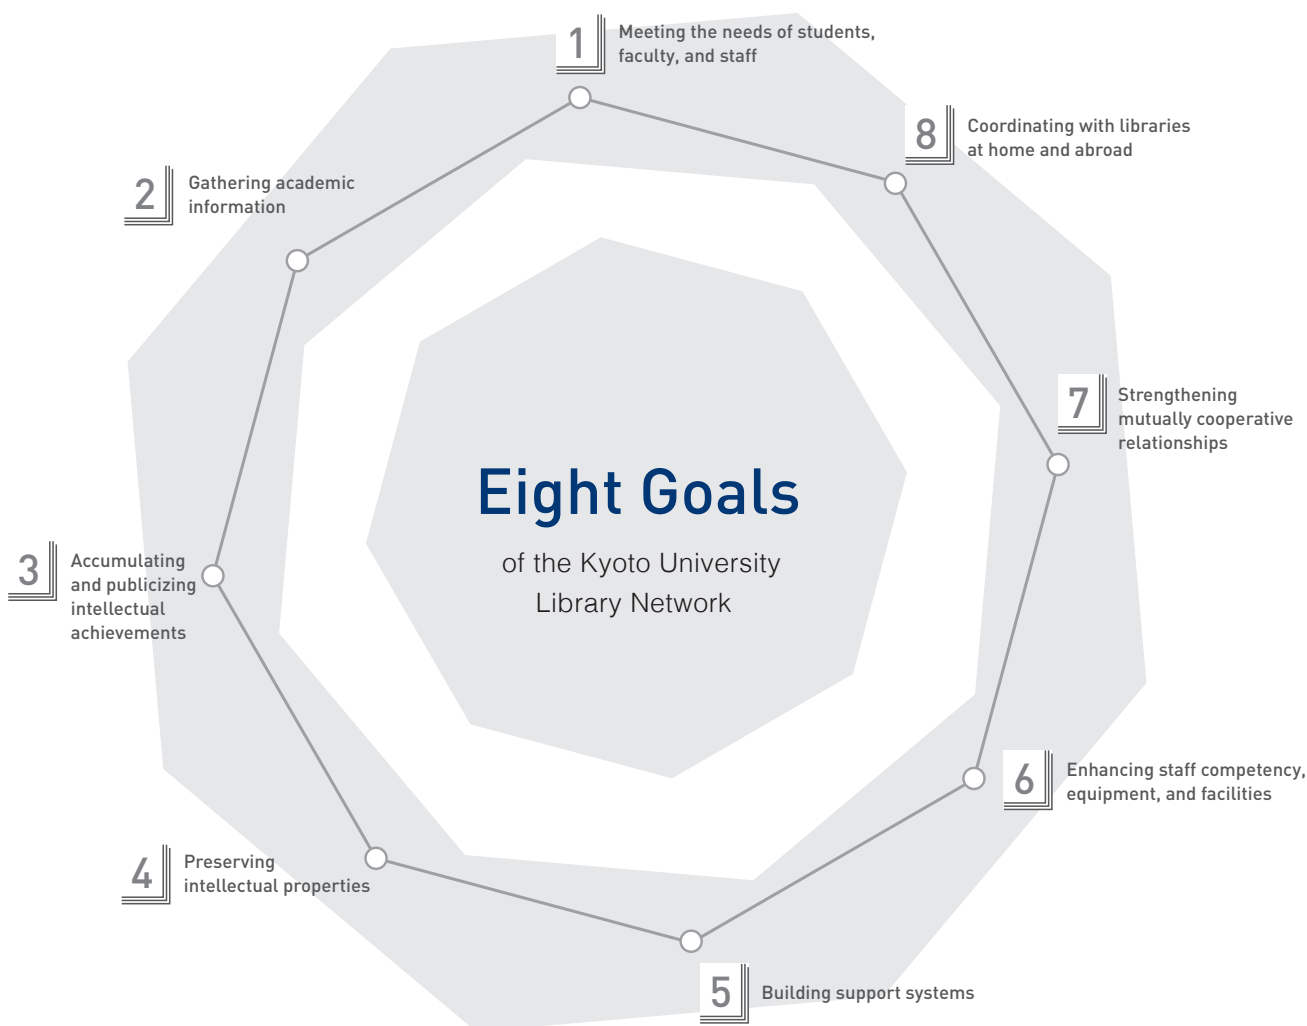 1
Meeting the needs of students,
faculty, and staff
8
Coordinating with libraries
at home and abroad
2
Gathering academic
information
7
Strengthening
mutually cooperative
relationships
Eight Goals
of the Kyoto University
Library Network
3
Accumulating
and publicizing
intellectual
achievements
6
Enhancing staff competency,
equipment, and facilities
4
Preserving
intellectual properties
5
Building support systems